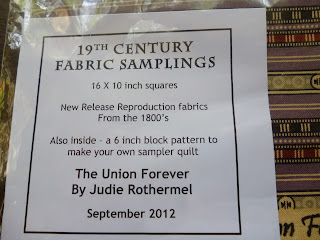 19TH CENTURY
FABRIC SAMPLINGS
16 X 10 inch squares
New Release Reproduction fabrics
From the 1800's
Also inside – a 6 inch block pattern to
make your own sampler quilt
The Union Forever
By Judie Rothermel
September 2012